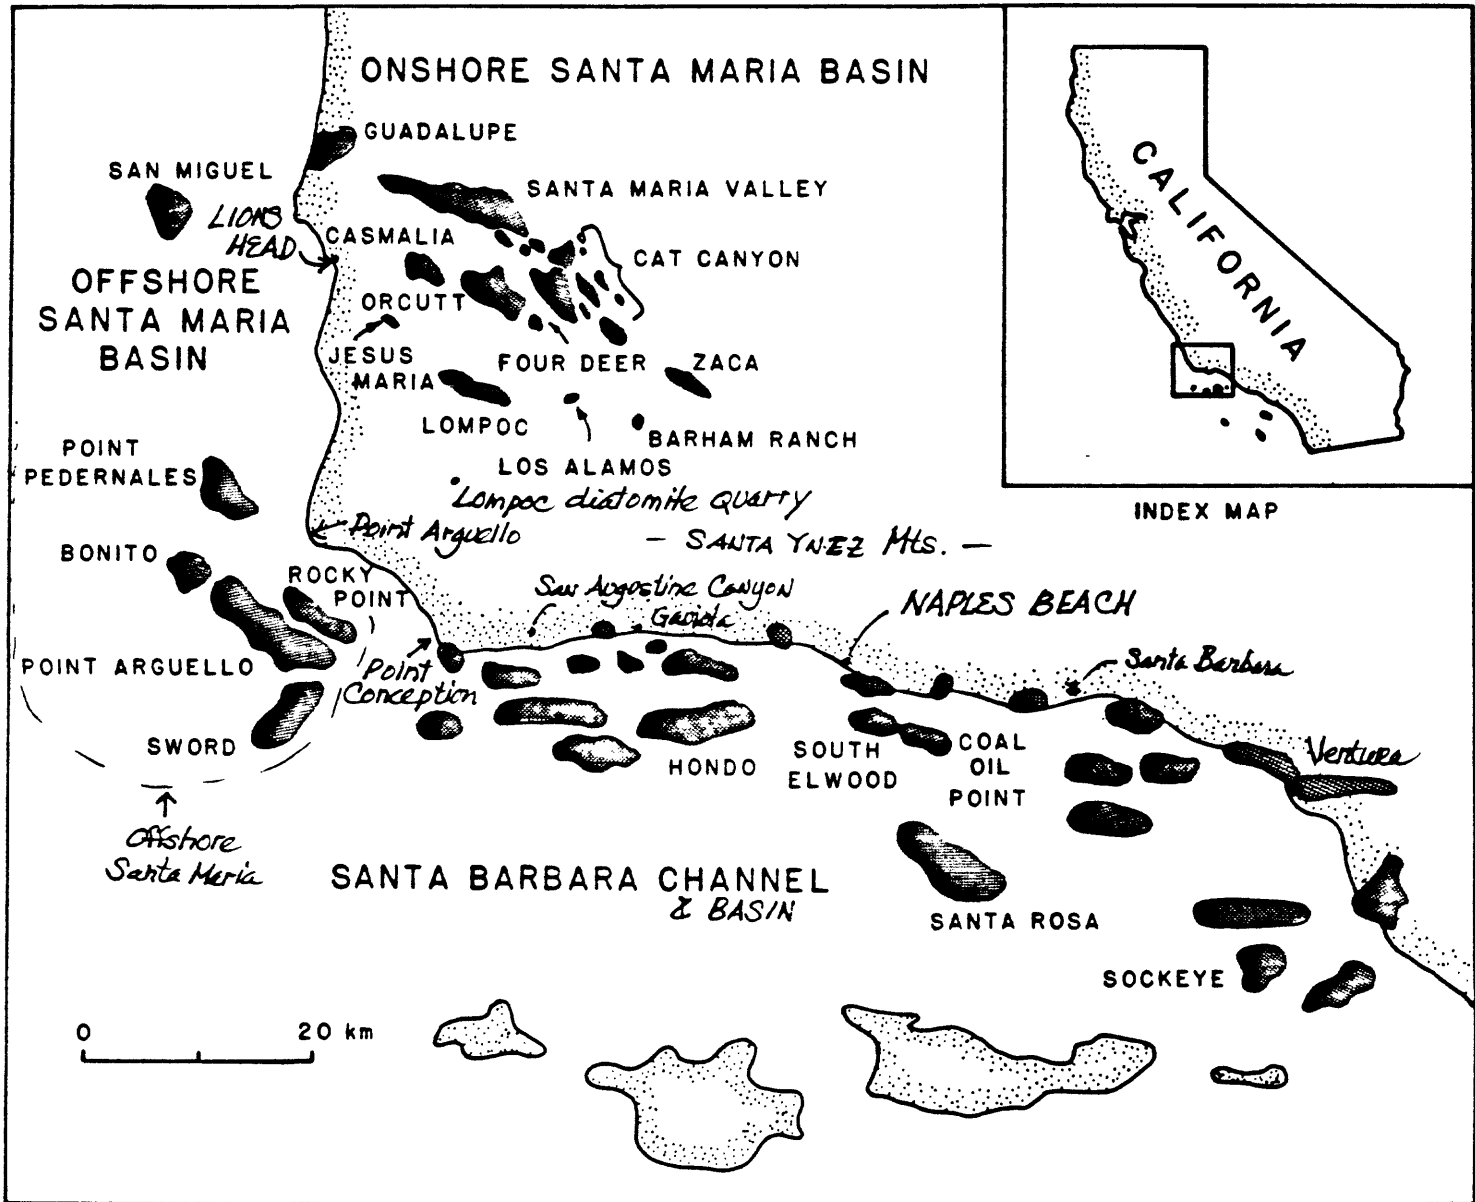 ONSHORE SANTA MARIA BASIN
GUADALUPE
SAN MIGUEL
SANTA MARIA VALLEY
LIONS
HEAD
CASMALIA
CAT CANYON
OFFSHORE
SANTA MARIA
BASIN
ORCUTT
JESUS
MARIA
FOUR DEER
ZACA
LOMPOC
BARHAM RANCH
LOS ALAMOS
POINT
PEDERNALES
Lompoc diatomite quarry
Point Arguello
- SANTA YNEZ Mts. -
BONITO
ROCKY
POINT
San Augostine Canyon
Gaviota
NAPLES BEACH
POINT ARGUELLO
Point
Conception
Santa Barbara
SWORD
HONDO
SOUTH
ELWOOD
COAL
OIL
POINT
Ventura
Offshore
Santa Maria
SANTA BARBARA CHANNEL
& BASIN
SANTA ROSA
SOCKEYE
0 20 km
CALIFORNIA
INDEX MAP